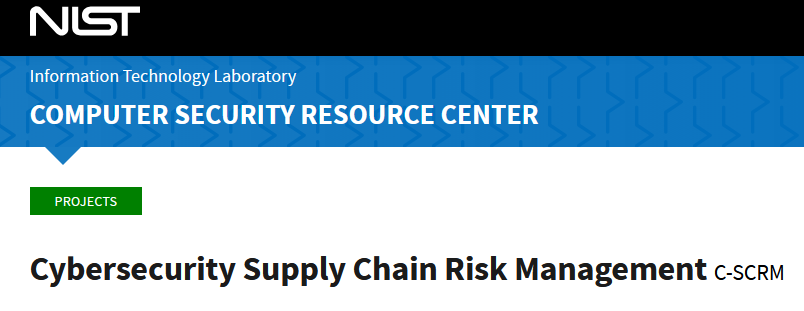 NIST
Information Technology Laboratory
COMPUTER SECURITY RESOURCE CENTER
PROJECTS
Cybersecurity Supply Chain Risk Management C-SCRM